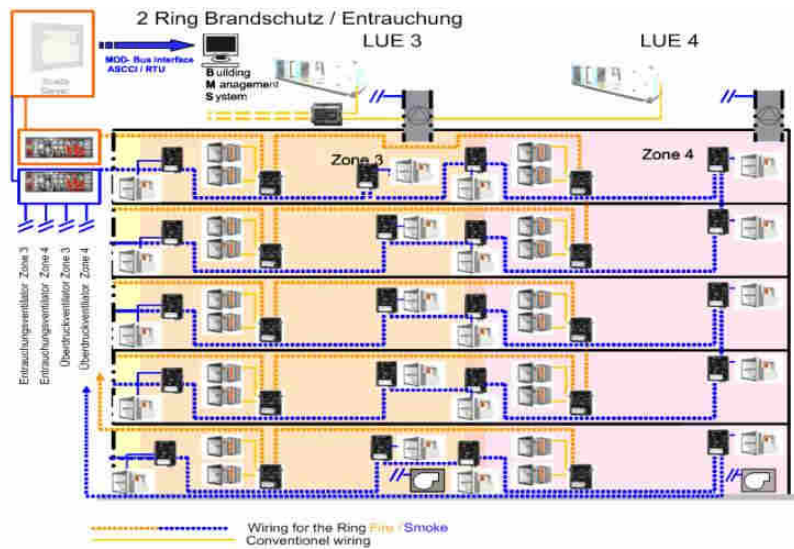 2 Ring Brandschutz / Entrauchung
LUE 3
LUE 4
MOD- Bus Interface
ASCCI / RTU
Building
Management
System
Scada
Server
Zone 3
Zone 4
Entrauchungsventilator Zone 3
Entrauchungsventilator Zone 4
Überdruckventilator Zone 3
Überdruckventilator Zone 4
Wiring for the Ring Fire / Smoke
Conventionel wiring